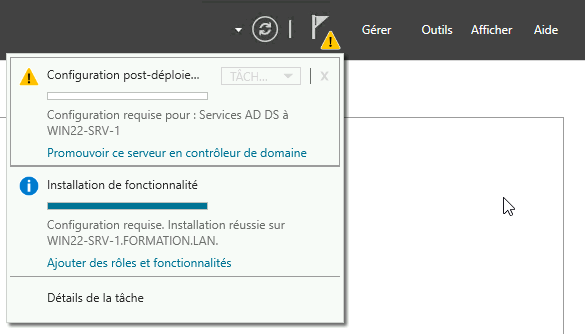 Gérer Outils Afficher Aide
Configuration post-déploie... TÂCH... X
Configuration requise pour : Services AD DS à
WIN22-SRV-1
Promouvoir ce serveur en contrôleur de domaine
Installation de fonctionnalité
Configuration requise. Installation réussie sur
WIN22-SRV-1.FORMATION.LAN.
Ajouter des rôles et fonctionnalités
Détails de la tâche